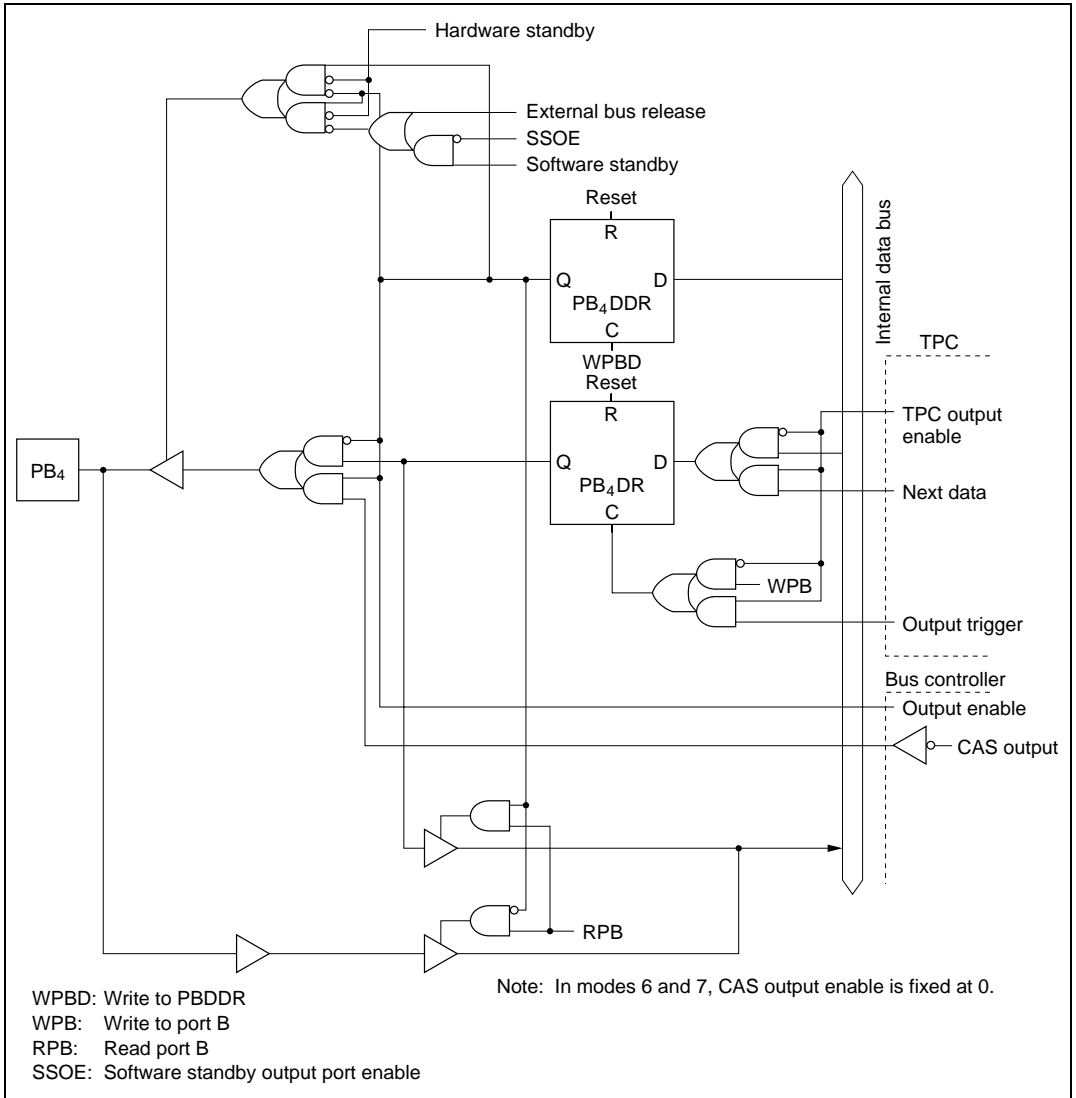 Hardware standby
External bus release
SSOE
Software standby
Reset
R
Q
D
PB4DDR
C
WPBD
Internal data bus
TPC
Reset
R
TPC output
enable
PB4
Q
D
PB4DR
C
Next data
WPB
Output trigger
Bus controller
Output enable
CAS output
RPB
WPBD: Write to PBDDR
WPB: Write to port B
RPB: Read port B
SSOE: Software standby output port enable
Note: In modes 6 and 7, CAS output enable is fixed at 0.